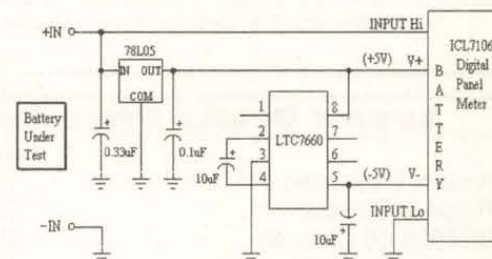 +IN
INPUT Hi
78L05
IN OUT
COM
(+5V) V+
ICL7106
Digital
Panel
Meter
BATTERY
Battery
Under
Test
0.33uF
0.1uF
10uF
LTC7660
1
2
3
4
8
7
6
5
(-5V) V-
INPUT Lo
10uF
-IN